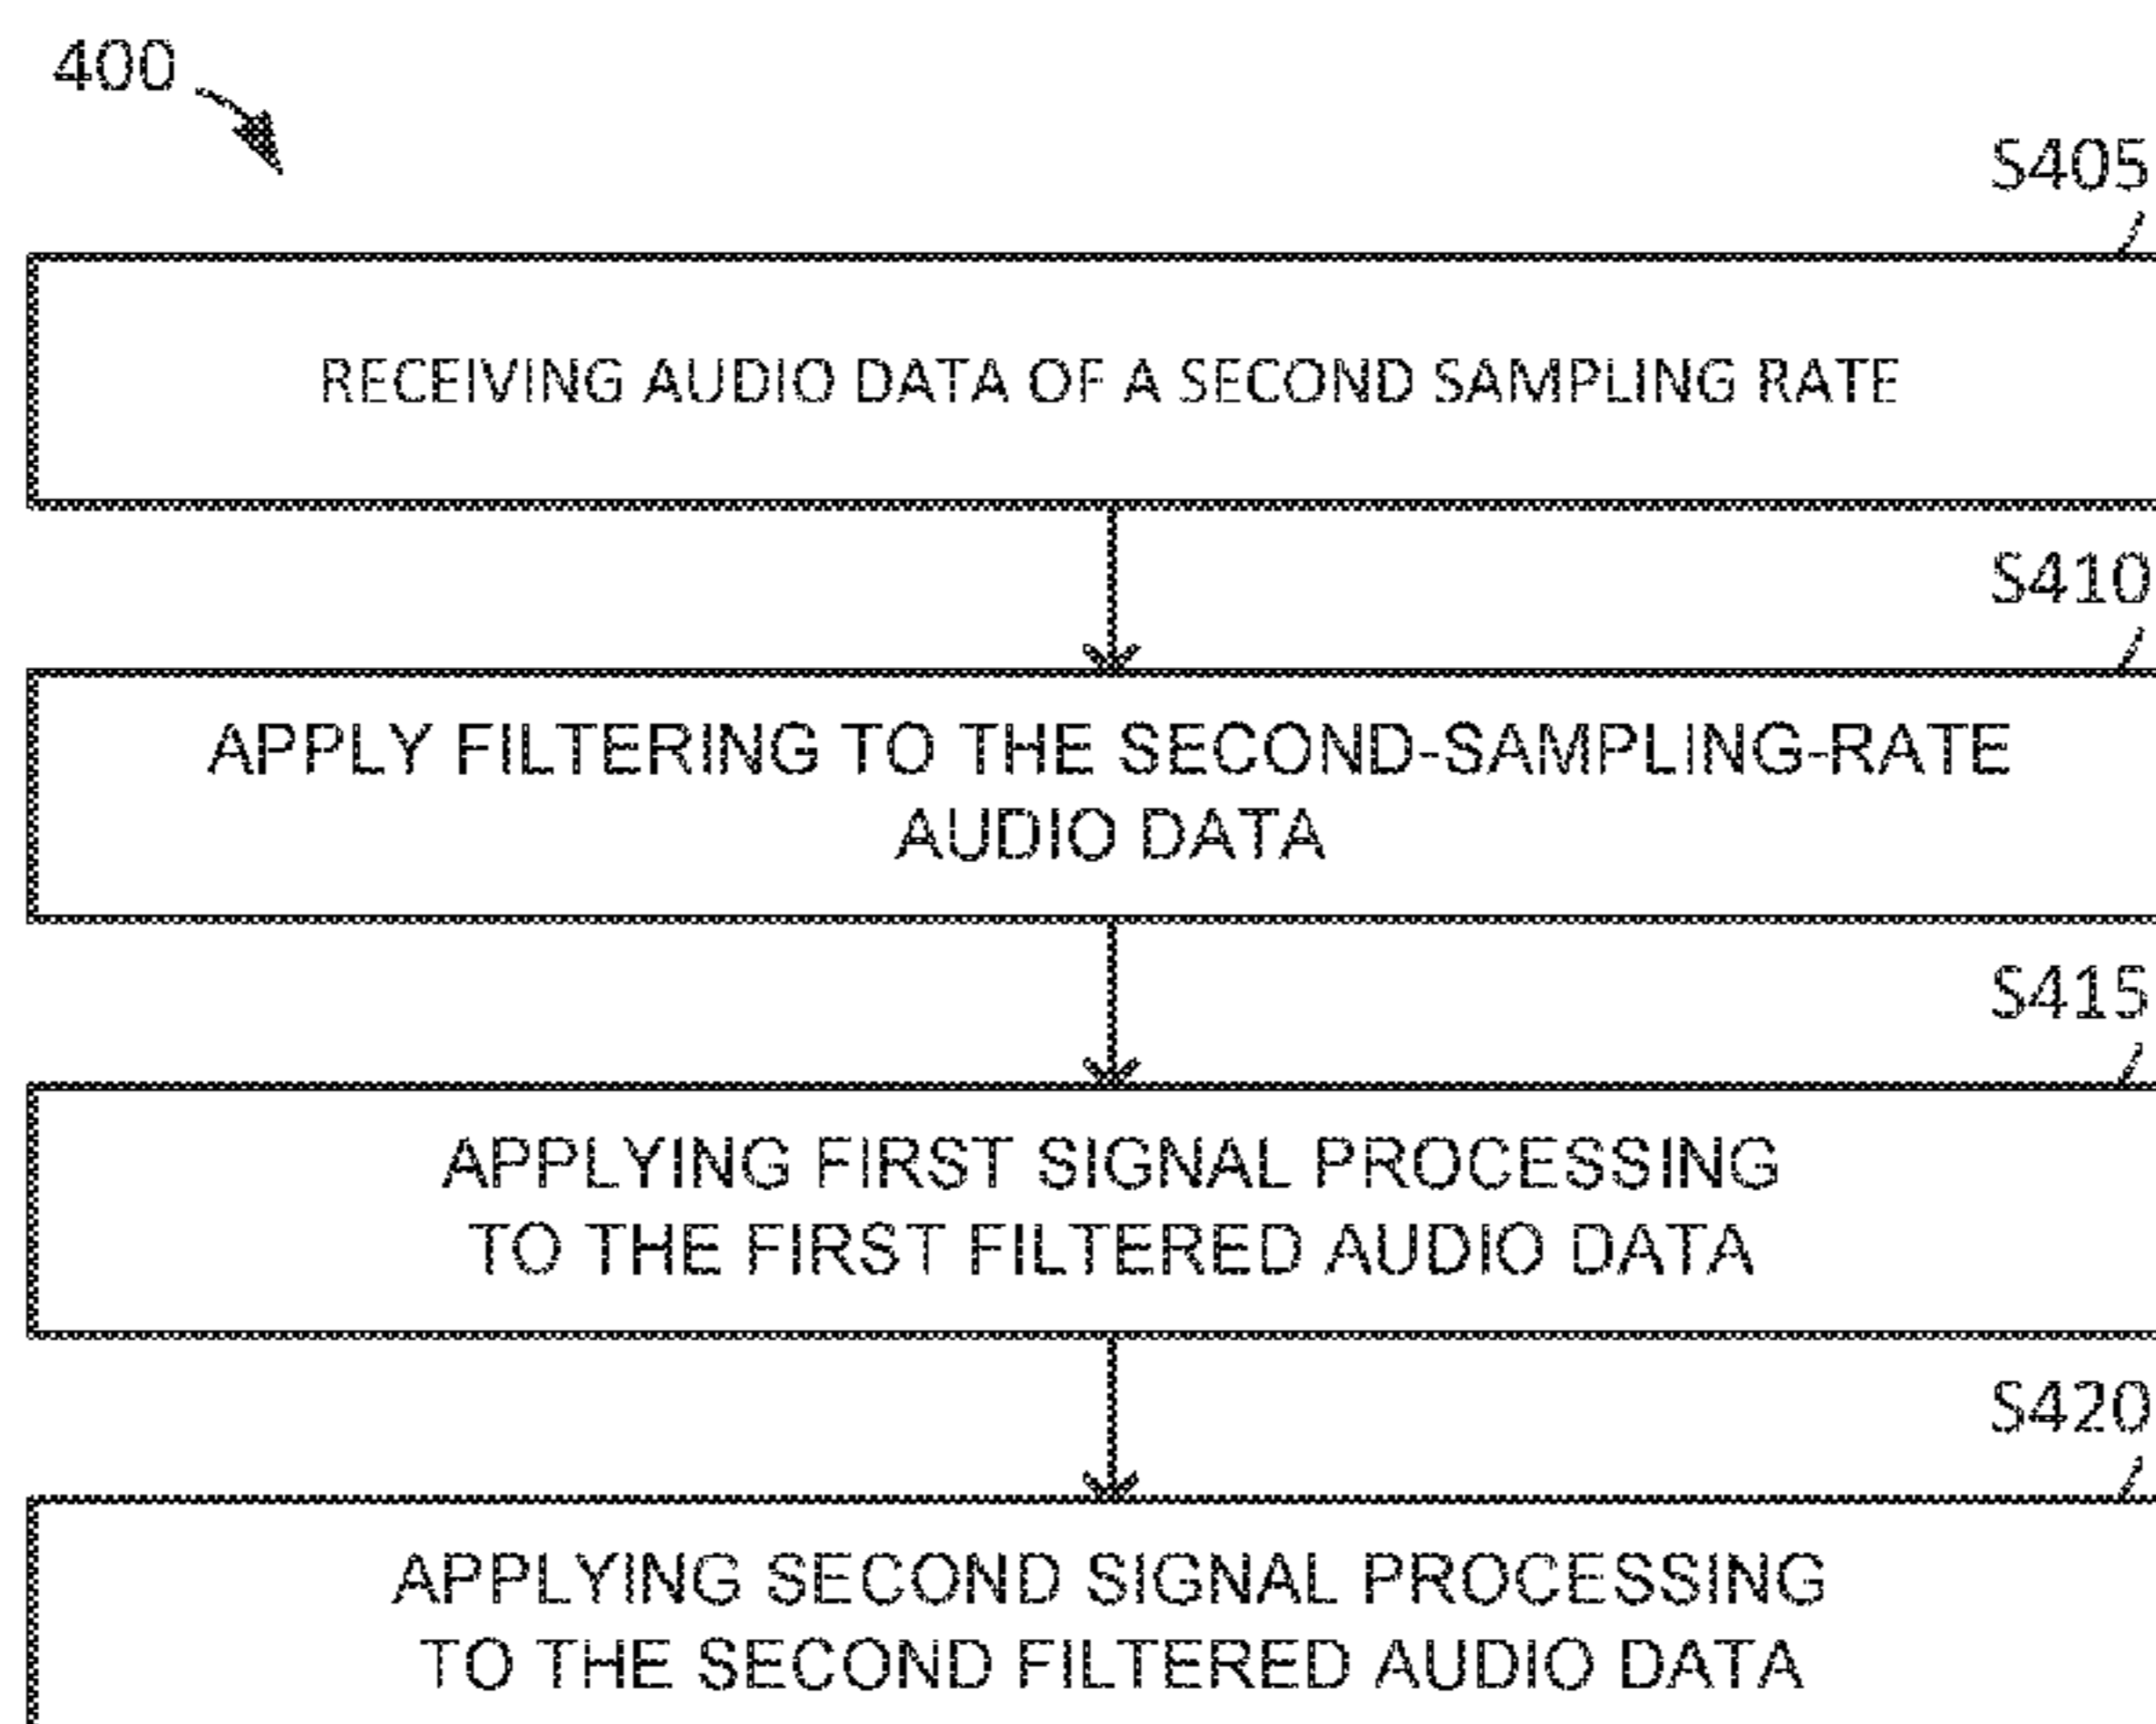 400
S405
RECEIVING AUDIO DATA OF A SECOND SAMPLING RATE
S410
APPLY FILTERING TO THE SECOND-SAMPLING-RATE
AUDIO DATA
S415
APPLYING FIRST SIGNAL PROCESSING
TO THE FIRST FILTERED AUDIO DATA
S420
APPLYING SECOND SIGNAL PROCESSING
TO THE SECOND FILTERED AUDIO DATA